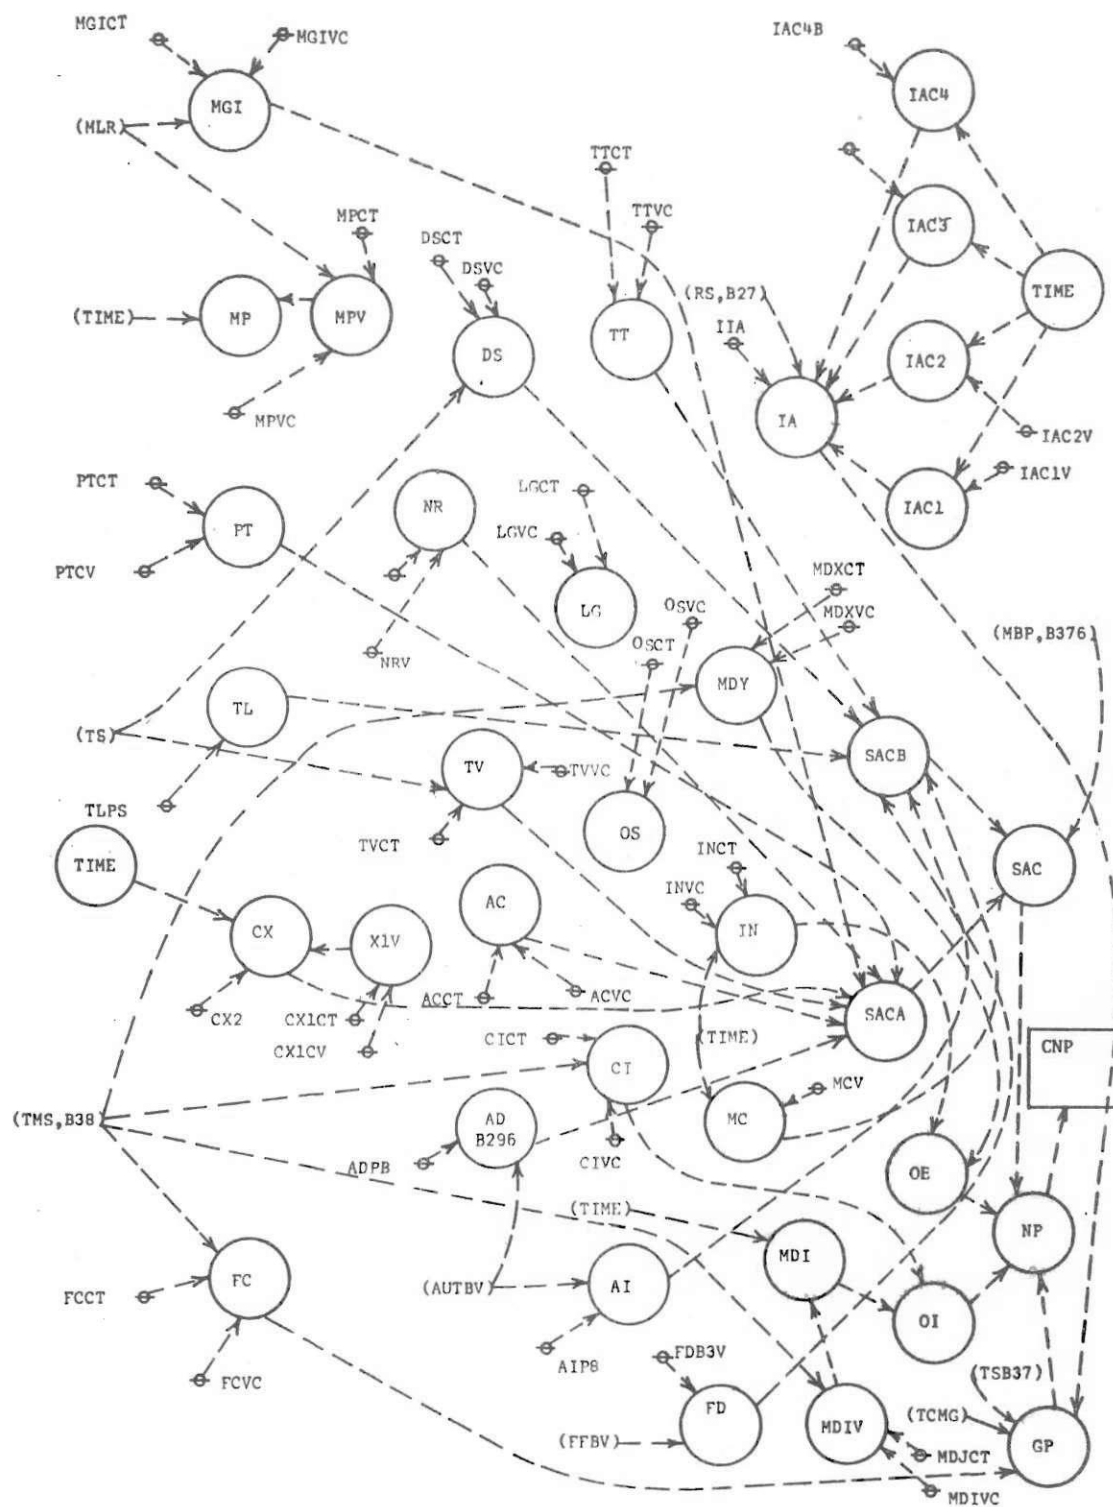 MGICT
MGIVC
IAC4B
MGI
IAC4
(MLR)
TTCT
TTVC
IAC3
MPCT
DSCT
DSVC
(RS,B27)
TIME
(TIME)
MP
MPV
IIA
TT
DS
IAC2
IA
MPVC
IAC2V
IAC1V
PTCT
LGCT
NR
IAC1
PT
LGVC
PTCV
MDXCT
LG
OSVC
MDXVC
(MBP,B376)
OSCT
NRV
MDY
TL
(TS)
SACB
TV
TVVC
TLPS
OS
TVCT
INCT
TIME
SAC
INVC
AC
IN
CX
X1V
ACCT
ACVC
CX2
CX1CT
SACA
CX1CV
CICT
(TIME)
CNP
CI
MCV
(TMS,B38)
AD
B296
MC
CIVC
ADPB
OE
(TIME)
NP
MDI
FC
(AUTBV)
AI
FCCT
OI
AIP8
FDB3V
FCVC
(TSB37)
FD
(TCMG)
(FFBV)
MDIV
GP
MDJCT
MDIVC